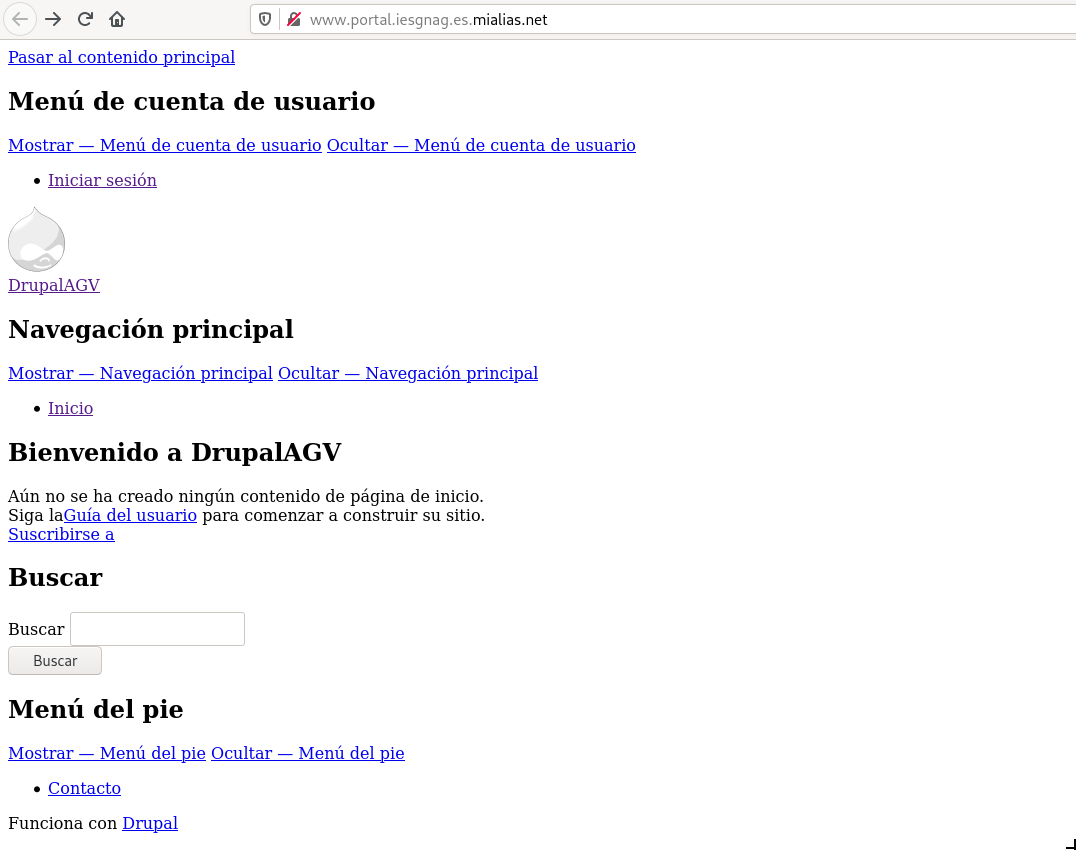 www.portal.iesgnag.es.mialias.net
Pasar al contenido principal
Menú de cuenta de usuario
Mostrar — Menú de cuenta de usuario Ocultar — Menú de cuenta de usuario
Iniciar sesión
DrupalAGV
Navegación principal
Mostrar — Navegación principal Ocultar — Navegación principal
Inicio
Bienvenido a DrupalAGV
Aún no se ha creado ningún contenido de página de inicio.
Siga laGuía del usuario para comenzar a construir su sitio.
Suscribirse a
Buscar
Buscar
Buscar
Menú del pie
Mostrar — Menú del pie Ocultar — Menú del pie
Contacto
Funciona con Drupal